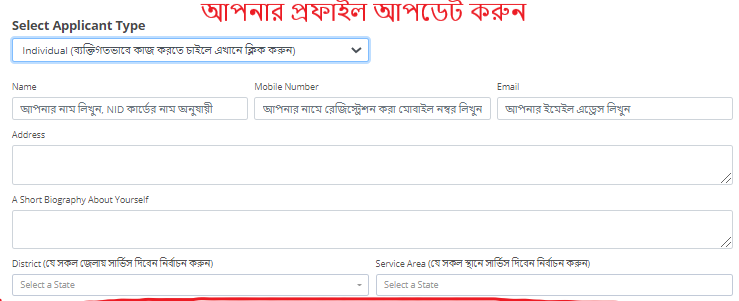 আপনার প্রফাইল আপডেট করুন
Select Applicant Type
Individual (ব্যক্তিগতভাবে কাজ করতে চাইলে এখানে ক্লিক করুন)
Name Mobile Number Email
আপনার নাম লিখুন, NID কার্ডের নাম অনুযায়ী আপনার নামে রেজিস্ট্রেশন করা মোবাইল নম্বর লিখুন আপনার ইমেইল এড্রেস লিখুন
Address
A Short Biography About Yourself
District (যে সকল জেলায় সার্ভিস দিবেন নির্বাচন করুন) Service Area (যে সকল স্থানে সার্ভিস দিবেন নির্বাচন করুন)
Select a State Select a State